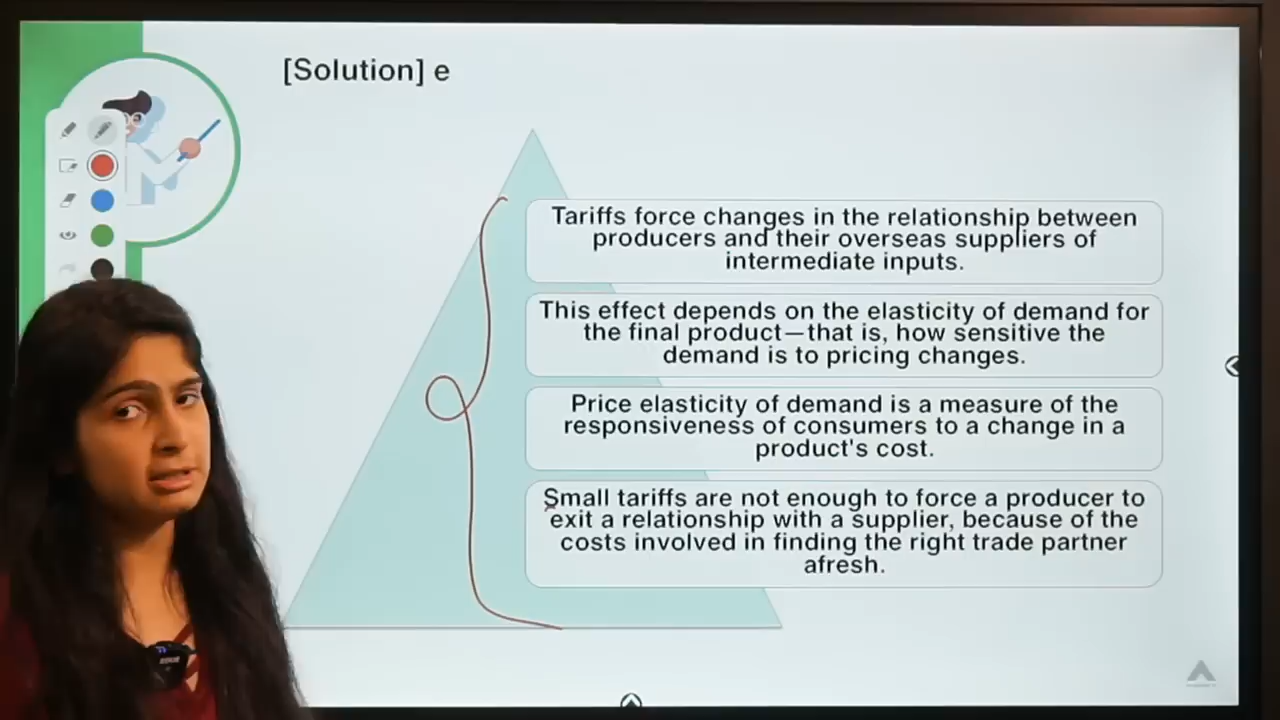 [Solution] e
Tariffs force changes in the relationship between
producers and their overseas suppliers of
intermediate inputs.
This effect depends on the elasticity of demand for
the final product—that is, how sensitive the
demand is to pricing changes.
Price elasticity of demand is a measure of the
responsiveness of consumers to a change in a
product's cost.
Small tariffs are not enough to force a producer to
exit a relationship with a supplier, because of the
costs involved in finding the right trade partner
afresh.